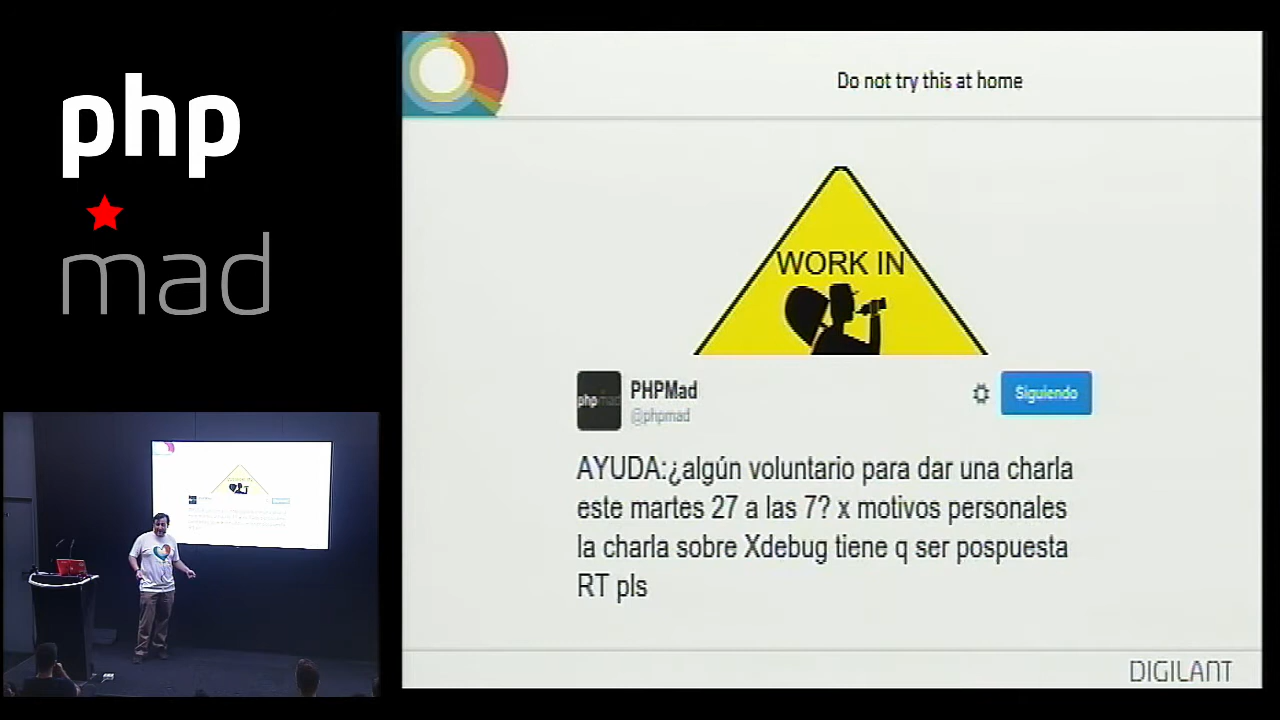 php
mad
Do not try this at home
WORK IN
phpmad
PHPMad
@phpmad
Siguiendo
AYUDA:¿algún voluntario para dar una charla
este martes 27 a las 7? x motivos personales
la charla sobre Xdebug tiene q ser pospuesta
RT pls
DIGILANT